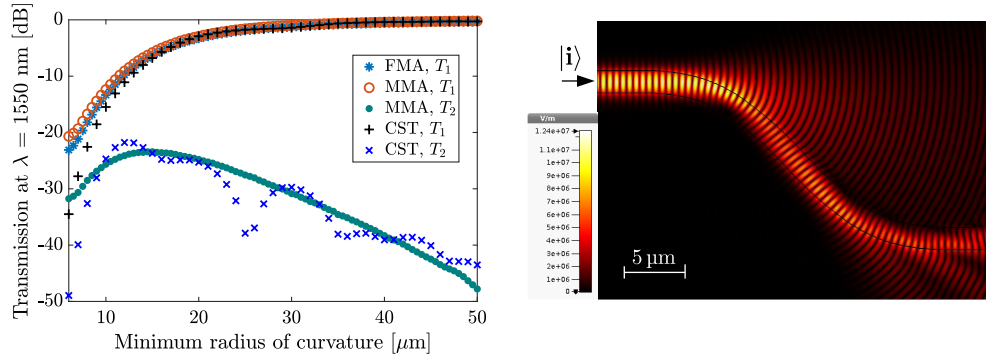 Transmission at λ = 1550 nm [dB]
0
-10
-20
-30
-40
-50
10
20
30
40
50
Minimum radius of curvature [μm]
FMA, T₁
MMA, T₁
MMA, T₂
CST, T₁
CST, T₂
|i⟩
V/m
1.24e+07
1e+07
9e+06
8e+06
7e+06
6e+06
5e+06
4e+06
3e+06
2e+06
1e+06
0
5 μm